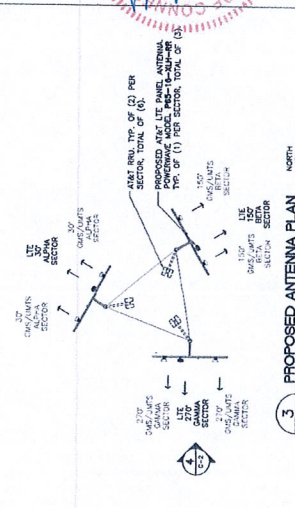 AT&T RRU, TYP. OF (2) PER
SECTOR, TOTAL OF (6).
PROPOSED AT&T LTE PANEL ANTENNA
POWERWAVE MODEL P65-16-XLH-RR
TYP. OF (1) PER SECTOR, TOTAL OF (3).
30°
GMS/UMTS
ALPHA
SECTOR
LTE
30°
ALPHA
SECTOR
30°
GMS/UMTS
ALPHA
SECTOR
150°
GMS/UMTS
BETA
SECTOR
LTE
150°
BETA
SECTOR
150°
GMS/UMTS
BETA
SECTOR
270°
GMS/UMTS
GAMMA
SECTOR
LTE
270°
GAMMA
SECTOR
270°
GMS/UMTS
GAMMA
SECTOR
4
C-2
3
PROPOSED ANTENNA PLAN
NORTH
CONN